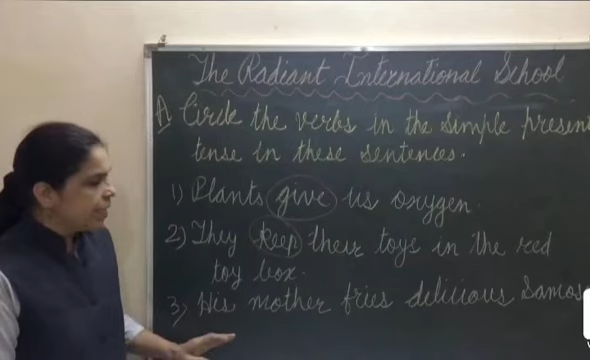 The Radiant International School
A Circle the verbs in the simple present
tense in these sentences.
1) Plants give us oxygen.
2) They keep their toys in the red
toy box.
3) His mother fries delicious Samos